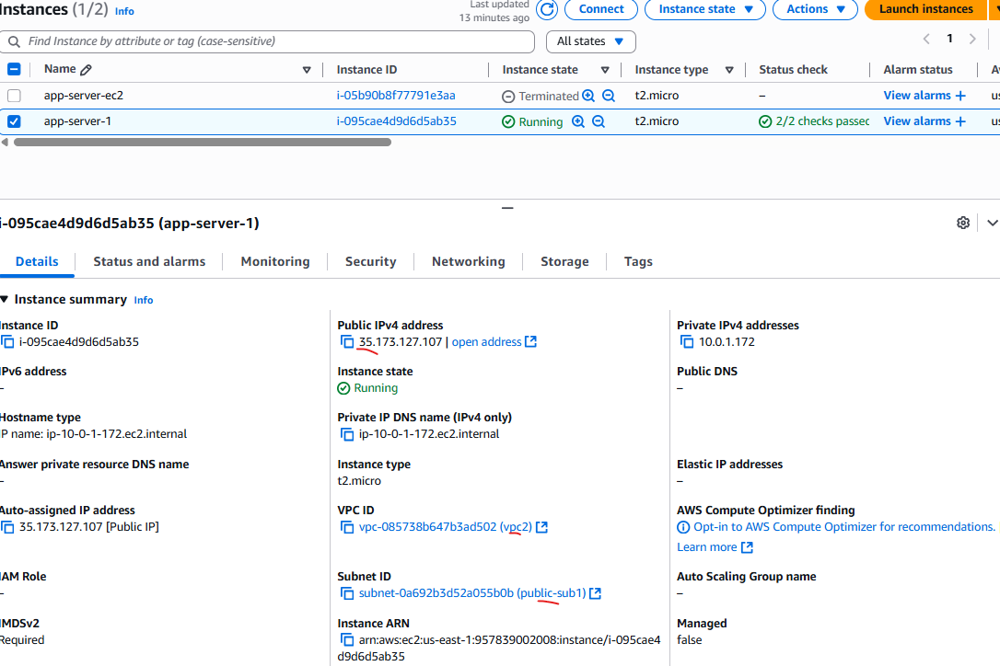 Instances (1/2) Info
Last updated
13 minutes ago
Connect
Instance state
Actions
Launch instances
Find Instance by attribute or tag (case-sensitive)
All states
1
Name Instance ID Instance state Instance type Status check Alarm status
app-server-ec2 i-05b90b8f77791e3aa Terminated t2.micro – View alarms +
app-server-1 i-095cae4d9d6d5ab35 Running t2.micro 2/2 checks passed View alarms +
i-095cae4d9d6d5ab35 (app-server-1)
Details Status and alarms Monitoring Security Networking Storage Tags
Instance summary Info
Instance ID
i-095cae4d9d6d5ab35
Public IPv4 address
35.173.127.107 | open address
Private IPv4 addresses
10.0.1.172
IPv6 address
–
Instance state
Running
Public DNS
–
Hostname type
IP name: ip-10-0-1-172.ec2.internal
Private IP DNS name (IPv4 only)
ip-10-0-1-172.ec2.internal
Answer private resource DNS name
–
Instance type
t2.micro
Elastic IP addresses
–
Auto-assigned IP address
35.173.127.107 [Public IP]
VPC ID
vpc-085738b647b3ad502 (vpc2)
AWS Compute Optimizer finding
Opt-in to AWS Compute Optimizer for recommendations.
Learn more
IAM Role
–
Subnet ID
subnet-0a692b3d52a055b0b (public-sub1)
Auto Scaling Group name
–
IMDSv2
Required
Instance ARN
arn:aws:ec2:us-east-1:957839002008:instance/i-095cae4
d9d6d5ab35
Managed
false